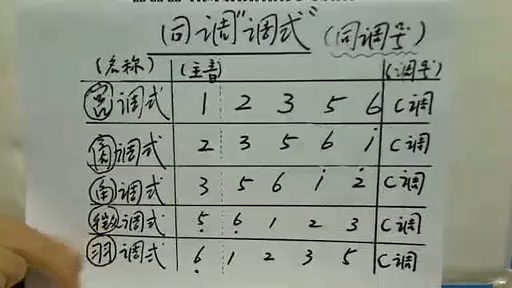 同调"调式"(同调号)
(名称) (主音) (调号)
宫调式 1 2 3 5 6 C调
商调式 2 3 5 6 i C调
角调式 3 5 6 i 2̇ C调
徵调式 5̣ 6̣ 1 2 3 C调
羽调式 6̣ 1 2 3 5 C调